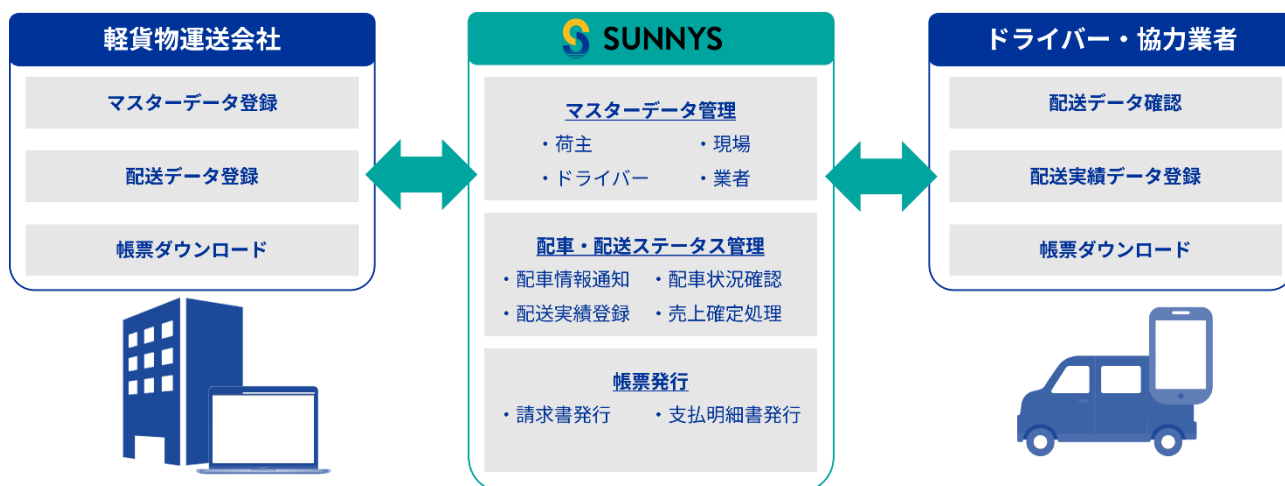 軽貨物運送会社
マスターデータ登録
配送データ登録
帳票ダウンロード
SUNNYS
マスターデータ管理
・荷主 ・現場
・ドライバー ・業者
配車・配送ステータス管理
・配車情報通知 ・配車状況確認
・配送実績登録 ・売上確定処理
帳票発行
・請求書発行 ・支払明細書発行
ドライバー・協力業者
配送データ確認
配送実績データ登録
帳票ダウンロード